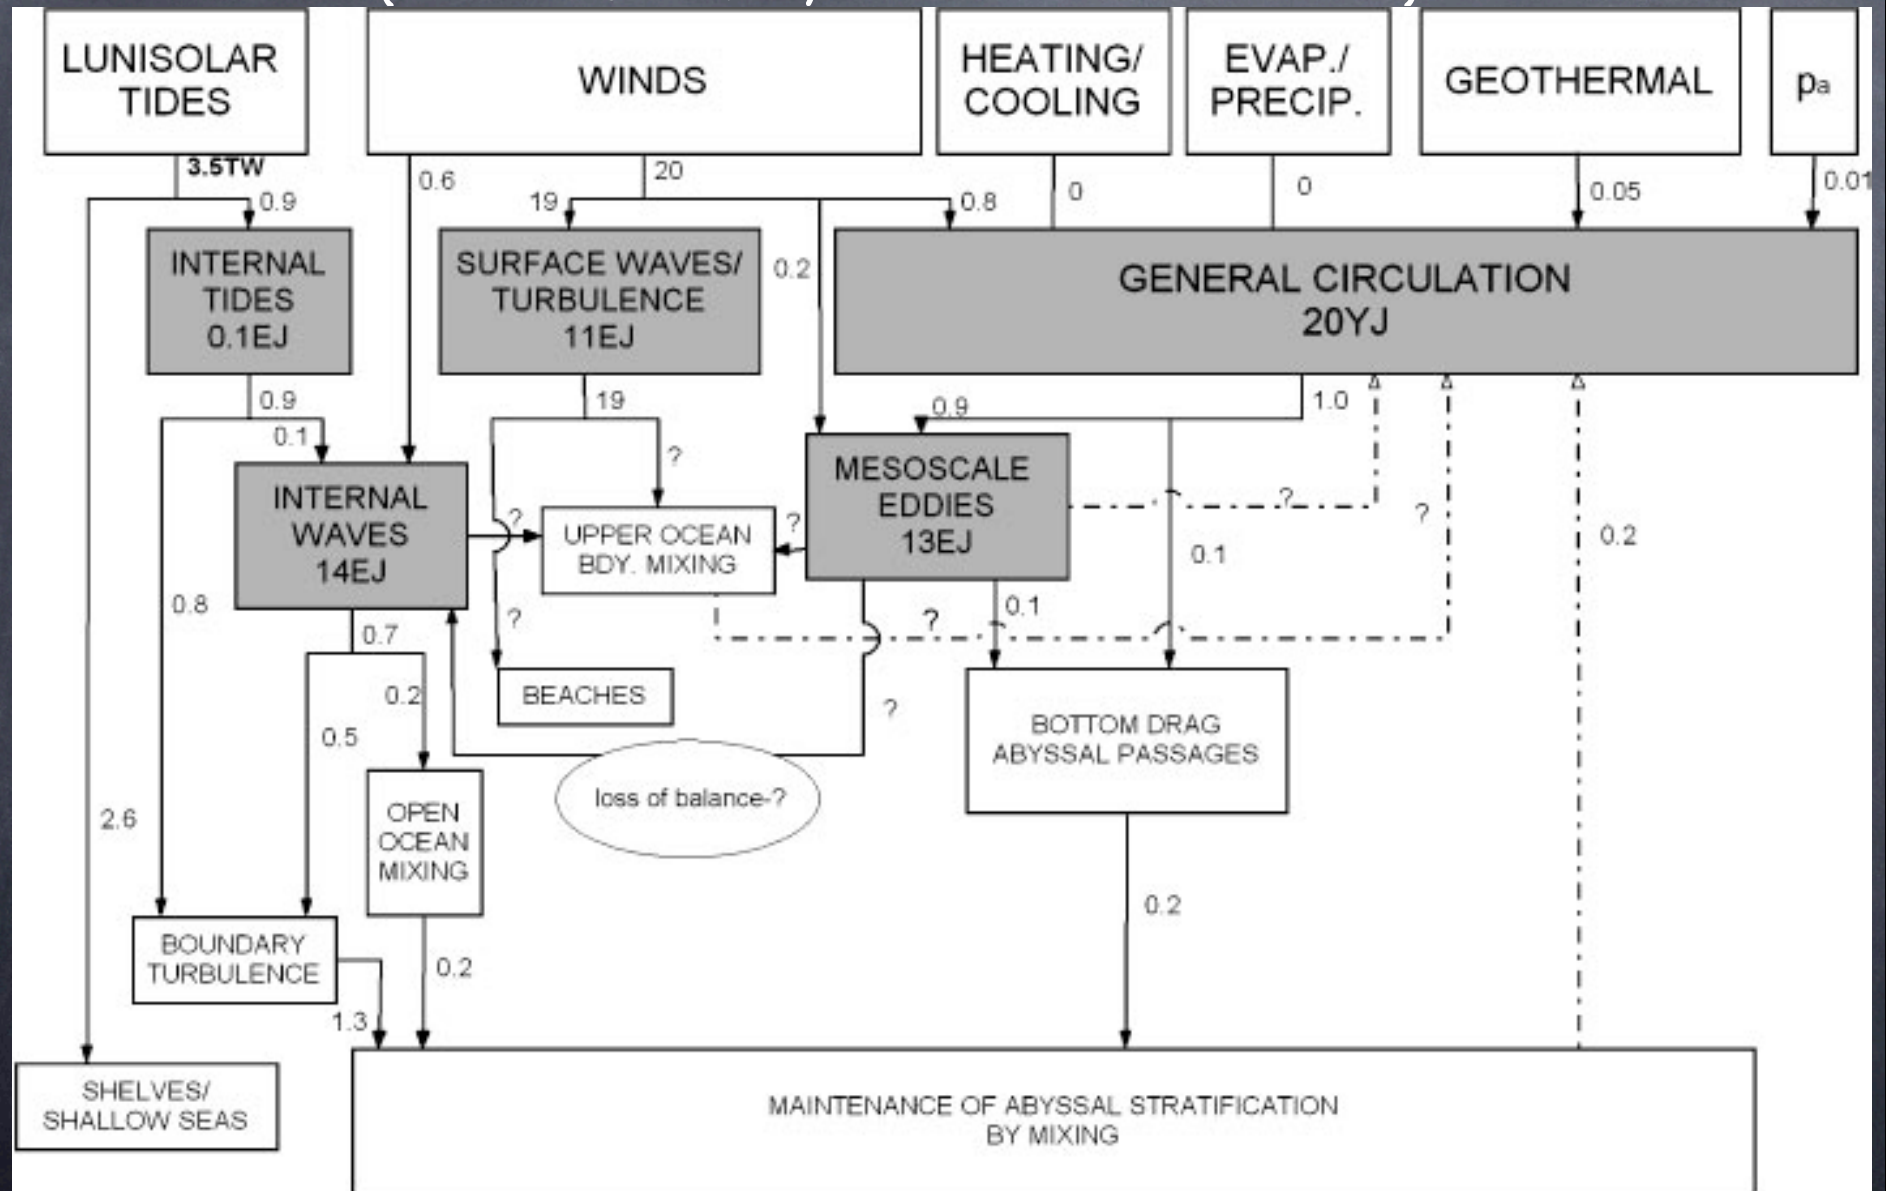 LUNISOLAR
TIDES
WINDS
HEATING/
COOLING
EVAP./
PRECIP.
GEOTHERMAL
pa
3.5TW
0.9
0.6
20
19
0.8
0
0
0.05
0.01
INTERNAL
TIDES
0.1EJ
SURFACE WAVES/
TURBULENCE
11EJ
0.2
GENERAL CIRCULATION
20YJ
0.9
0.1
19
0.9
1.0
?
INTERNAL
WAVES
14EJ
?
UPPER OCEAN
BDY. MIXING
?
MESOSCALE
EDDIES
13EJ
?
?
0.1
0.2
0.8
0.7
?
?
0.1
0.2
BEACHES
?
0.5
BOTTOM DRAG
ABYSSAL PASSAGES
loss of balance-?
2.6
OPEN
OCEAN
MIXING
0.2
BOUNDARY
TURBULENCE
0.2
1.3
SHELVES/
SHALLOW SEAS
MAINTENANCE OF ABYSSAL STRATIFICATION
BY MIXING